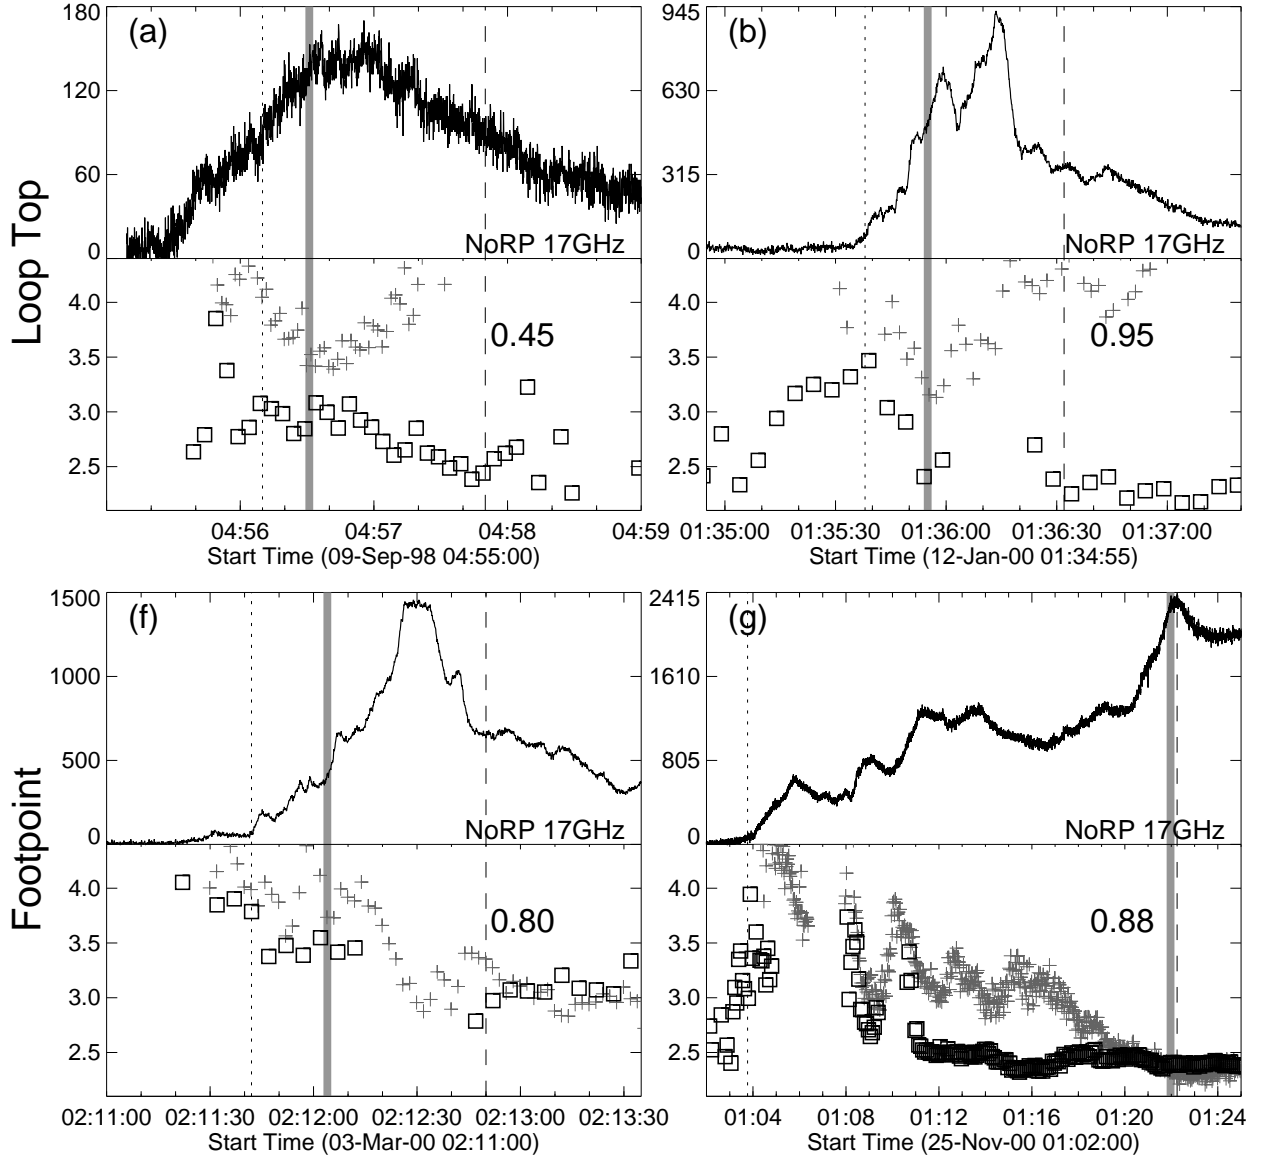 Loop Top
(a)
180
120
60
0
NoRP 17GHz
4.0
3.5
3.0
2.5
0.45
04:56 04:57 04:58 04:59
Start Time (09-Sep-98 04:55:00)
(b)
945
630
315
0
NoRP 17GHz
4.0
3.5
3.0
2.5
0.95
01:35:00 01:35:30 01:36:00 01:36:30 01:37:00
Start Time (12-Jan-00 01:34:55)
Footpoint
(f)
1500
1000
500
0
NoRP 17GHz
4.0
3.5
3.0
2.5
0.80
02:11:00 02:11:30 02:12:00 02:12:30 02:13:00 02:13:30
Start Time (03-Mar-00 02:11:00)
(g)
2415
1610
805
0
NoRP 17GHz
4.0
3.5
3.0
2.5
0.88
01:04 01:08 01:12 01:16 01:20 01:24
Start Time (25-Nov-00 01:02:00)